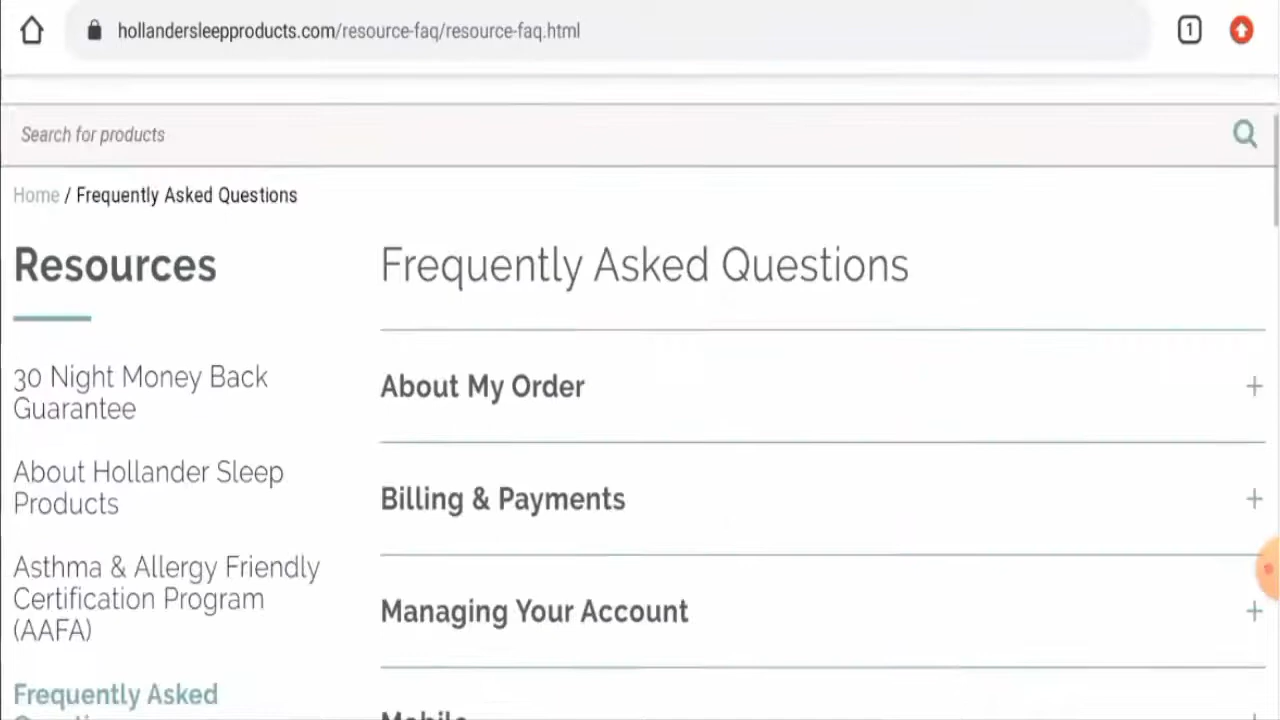 hollandersleepproducts.com/resource-faq/resource-faq.html
1
Search for products
Home / Frequently Asked Questions
Resources
30 Night Money Back
Guarantee
About Hollander Sleep
Products
Asthma & Allergy Friendly
Certification Program
(AAFA)
Frequently Asked
Frequently Asked Questions
About My Order
Billing & Payments
Managing Your Account
Mobile